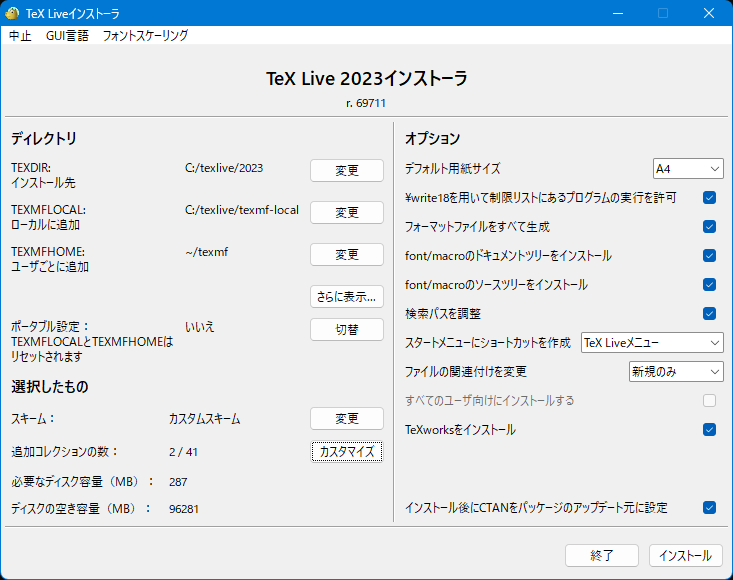 TeX Liveインストーラ
中止 GUI言語 フォントスケーリング
TeX Live 2023インストーラ
r. 69711
ディレクトリ
TEXDIR: C:/texlive/2023 変更
インストール先
TEXMFLOCAL: C:/texlive/texmf-local 変更
ローカルに追加
TEXMFHOME: ~/texmf 変更
ユーザごとに追加
さらに表示...
ポータブル設定： いいえ 切替
TEXMFLOCALとTEXMFHOMEは
リセットされます
選択したもの
スキーム： カスタムスキーム 変更
追加コレクションの数： 2 / 41 カスタマイズ
必要なディスク容量（MB）： 287
ディスクの空き容量（MB）： 96281
オプション
デフォルト用紙サイズ A4
¥write18を用いて制限リストにあるプログラムの実行を許可
フォーマットファイルをすべて生成
font/macroのドキュメントツリーをインストール
font/macroのソースツリーをインストール
検索パスを調整
スタートメニューにショートカットを作成 TeX Liveメニュー
ファイルの関連付けを変更 新規のみ
すべてのユーザ向けにインストールする
TeXworksをインストール
インストール後にCTANをパッケージのアップデート元に設定
終了 インストール